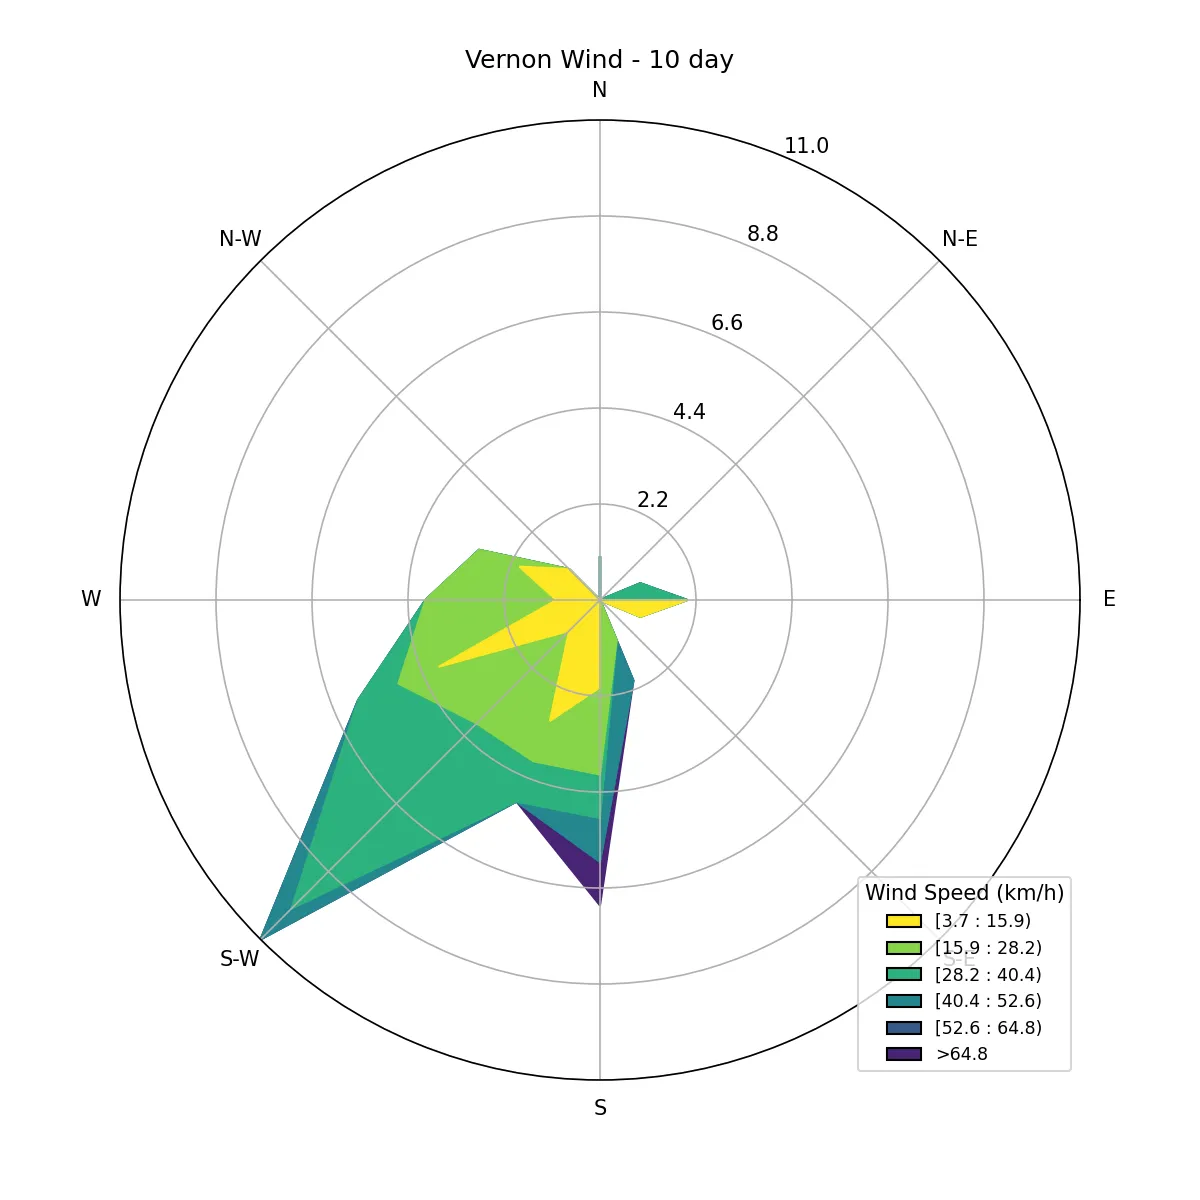 Vernon Wind - 10 day
N
11.0
N-W
8.8
N-E
6.6
4.4
2.2
W
E
S-W
S-E
Wind Speed (km/h)
[3.7 : 15.9)
[15.9 : 28.2)
[28.2 : 40.4)
[40.4 : 52.6)
[52.6 : 64.8)
>64.8
S